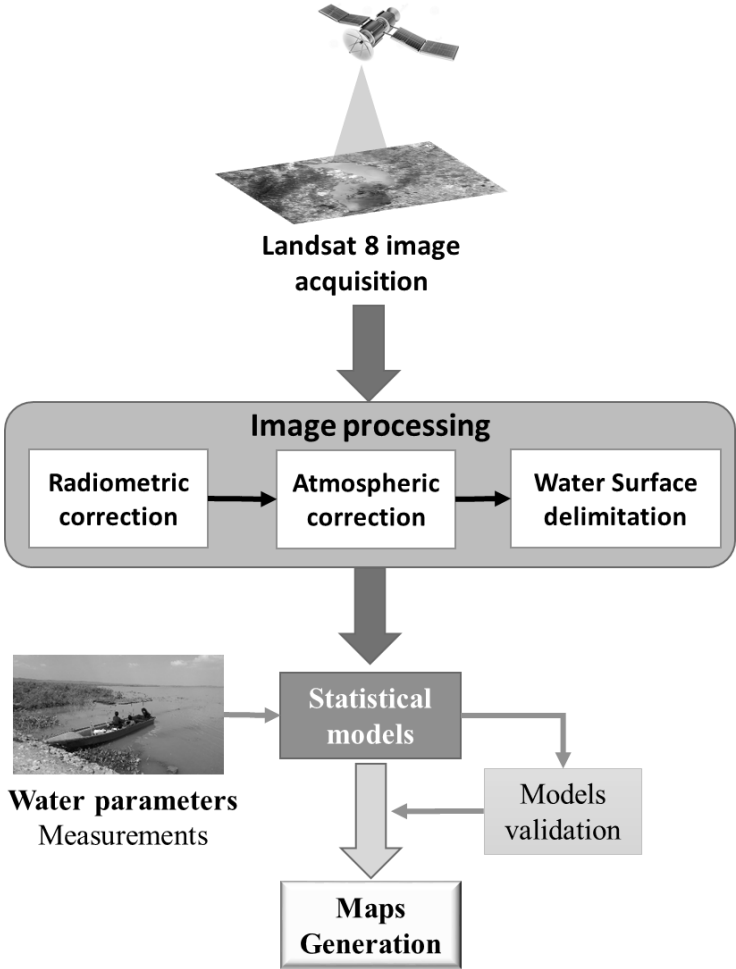 Landsat 8 image
acquisition
Image processing
Radiometric
correction
Atmospheric
correction
Water Surface
delimitation
Statistical
models
Water parameters
Measurements
Models
validation
Maps
Generation